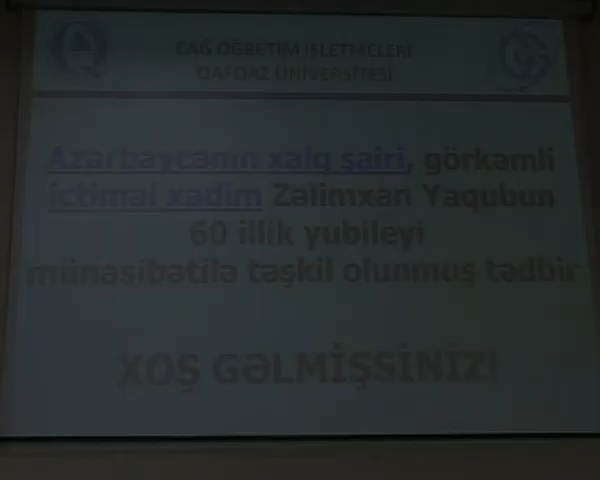 ÇAĞ ÖĞRETİM İŞLETMELERİ
QAFQAZ ÜNİVERSİTESİ
Azərbaycanın xalq şairi, görkəmli
ictimai xadim Zəlimxan Yaqubun
60 illik yubileyi
münasibətilə təşkil olunmuş tədbir
XOŞ GƏLMİŞSİNİZ!